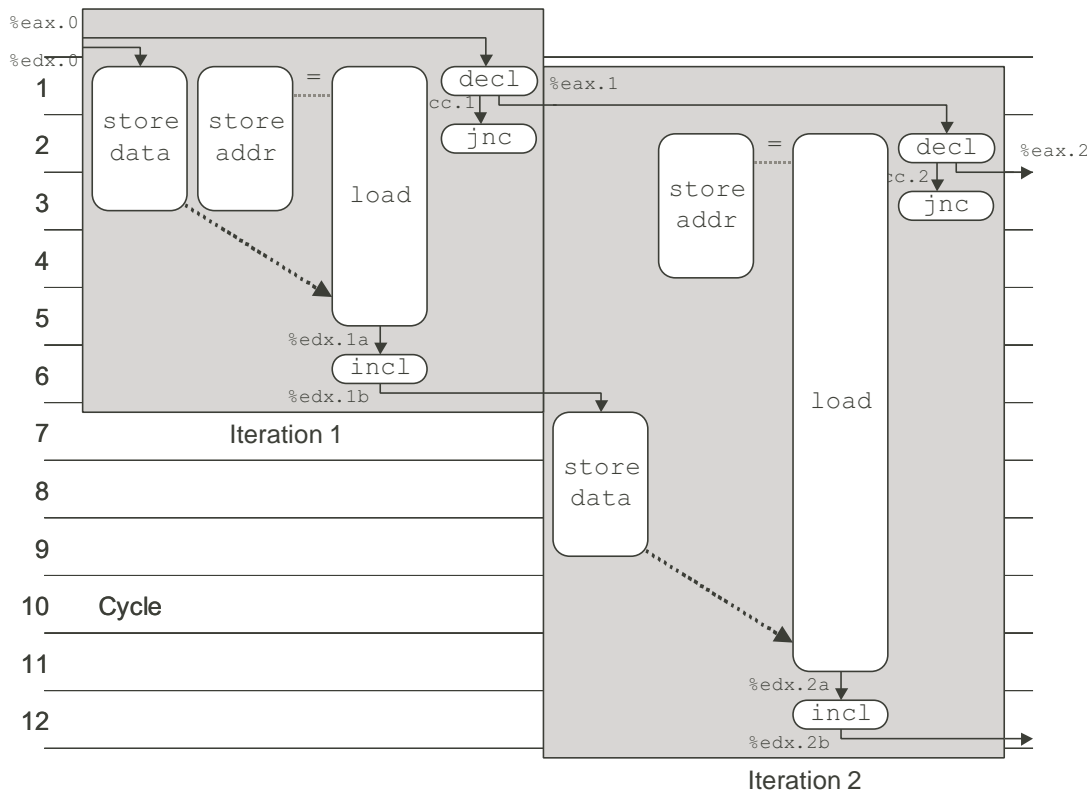 %eax.0
%edx.0
1
=
decl
%eax.1
cc.1
store
data
store
addr
load
2
jnc
=
decl
%eax.2
cc.2
store
addr
3
jnc
4
5
%edx.1a
6
incl
%edx.1b
load
7
Iteration 1
8
store
data
9
10
Cycle
11
%edx.2a
12
incl
%edx.2b
Iteration 2